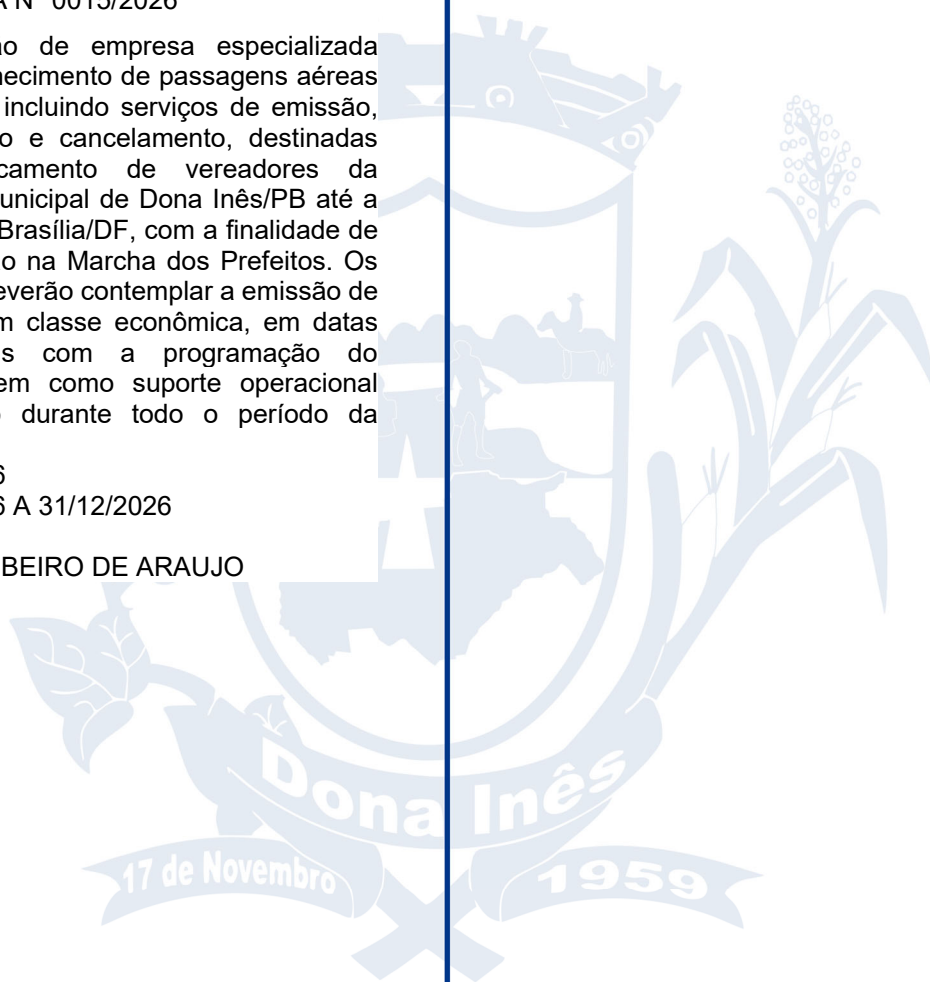 A N° 0015/2026
ão de empresa especializada
necimento de passagens aéreas
incluindo serviços de emissão,
o e cancelamento, destinadas
camento de vereadores da
unicipal de Dona Inês/PB até a
Brasília/DF, com a finalidade de
o na Marcha dos Prefeitos. Os
everão contemplar a emissão de
m classe econômica, em datas
s com a programação do
em como suporte operacional
durante todo o período da
6
6 A 31/12/2026
BEIRO DE ARAUJO
Dona Inês
17 de Novembro
1959